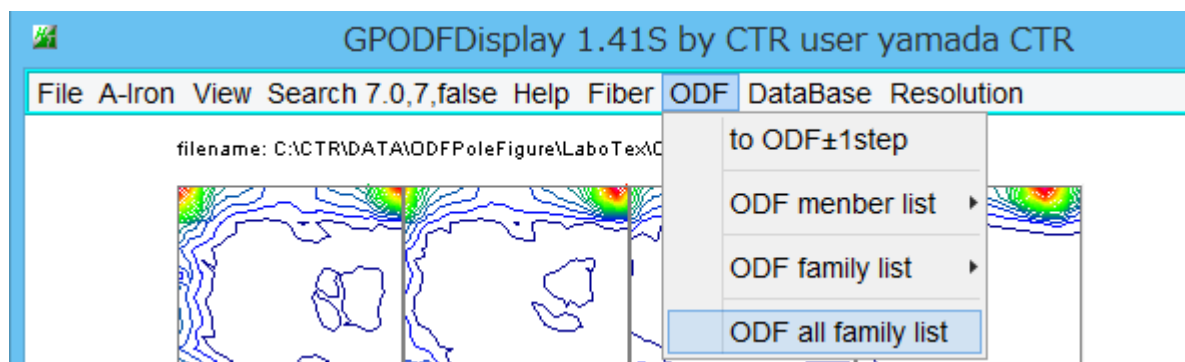 GPODFDisplay 1.41S by CTR user yamada CTR
File A-Iron View Search 7.0,7,false Help Fiber ODF DataBase Resolution
filename: C:\CTR\DATA\ODFPoleFigure\LaboTex\
to ODF±1step
ODF menber list
ODF family list
ODF all family list